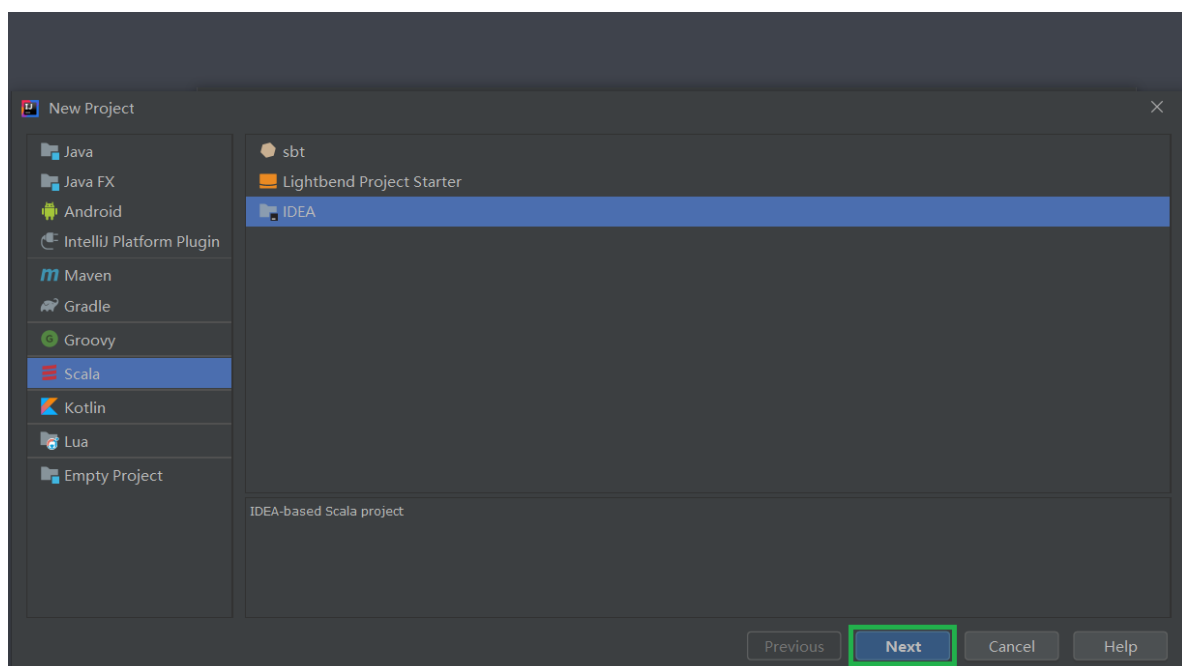 New Project
Java
Java FX
Android
IntelliJ Platform Plugin
Maven
Gradle
Groovy
Scala
Kotlin
Lua
Empty Project
sbt
Lightbend Project Starter
IDEA
IDEA-based Scala project
Previous
Next
Cancel
Help